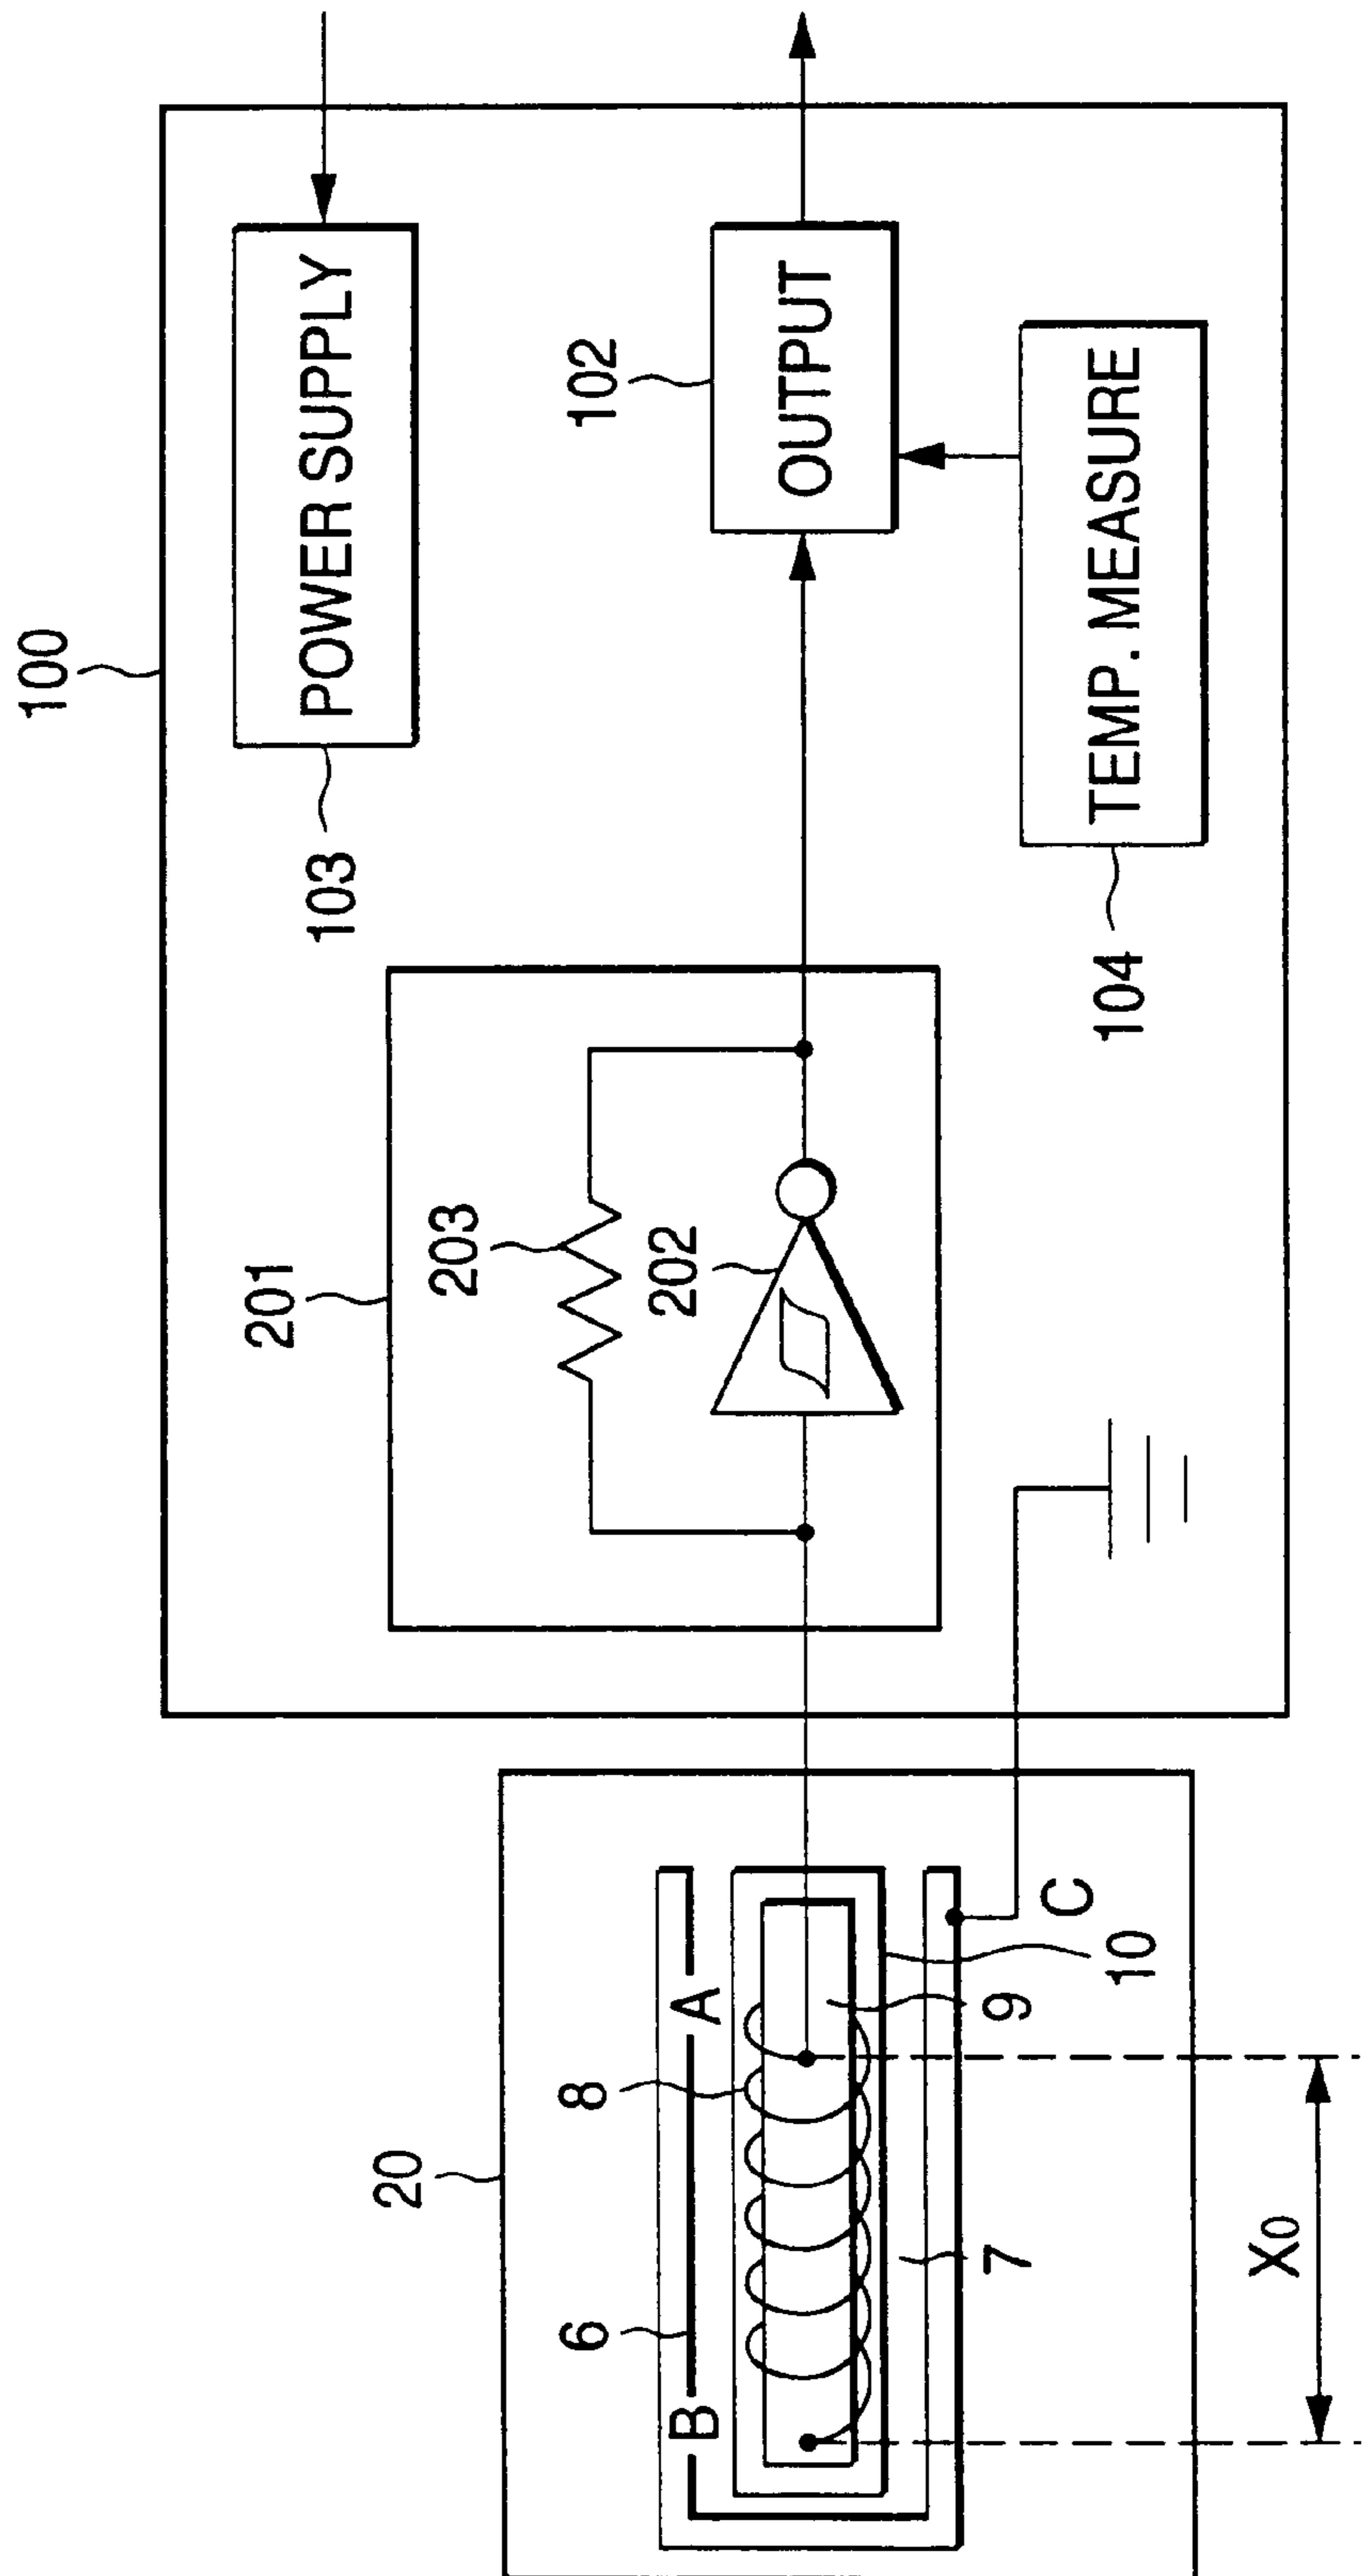 100
POWER SUPPLY
103
102
OUTPUT
TEMP. MEASURE
104
201
203
202
20
A
B
C
8
6
10
9
7
X0